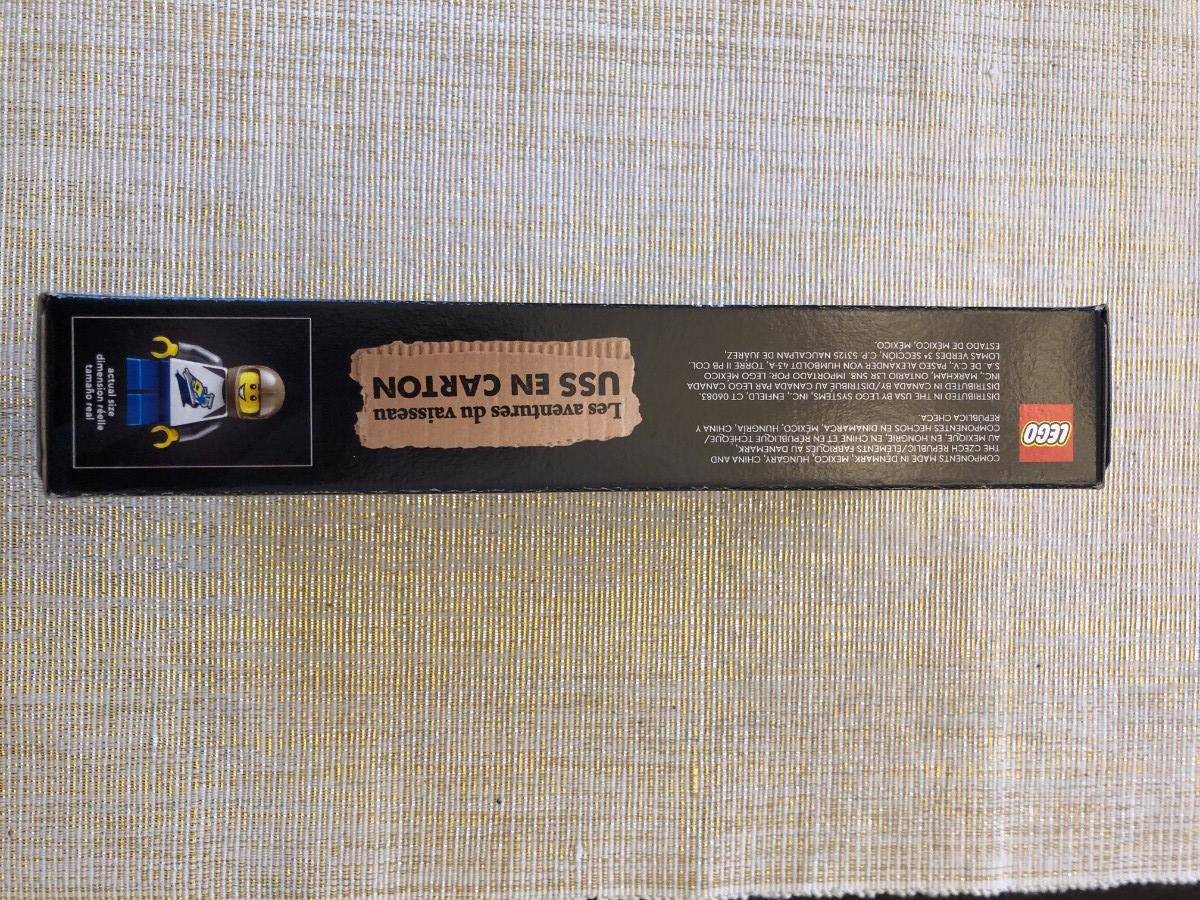 LEGO
COMPONENTS MADE IN DENMARK, MEXICO, HUNGARY, CHINA AND
THE CZECH REPUBLIC/ÉLÉMENTS FABRIQUÉS AU DANEMARK,
AU MEXIQUE, EN HONGRIE, EN CHINE ET EN RÉPUBLIQUE TCHÈQUE/
COMPONENTES HECHOS EN DINAMARCA, MÉXICO, HUNGRÍA, CHINA Y
REPÚBLICA CHECA.
DISTRIBUTED IN THE USA BY LEGO SYSTEMS, INC., ENFIELD, CT 06083.
DISTRIBUTED IN CANADA BY/DISTRIBUÉ AU CANADA PAR LEGO CANADA
INC., MARKHAM, ONTARIO L3R 5N8. IMPORTADO POR: LEGO MÉXICO
S.A. DE C.V., PASEO ALEXANDER VON HUMBOLDT, 43-A, TORRE II PB COL.
LOMAS VERDES 3ª SECCIÓN, C.P. 53125 NAUCALPAN DE JUÁREZ,
ESTADO DE MÉXICO, MÉXICO.
Les aventures du vaisseau
USS EN CARTON
actual size
dimension réelle
tamaño real